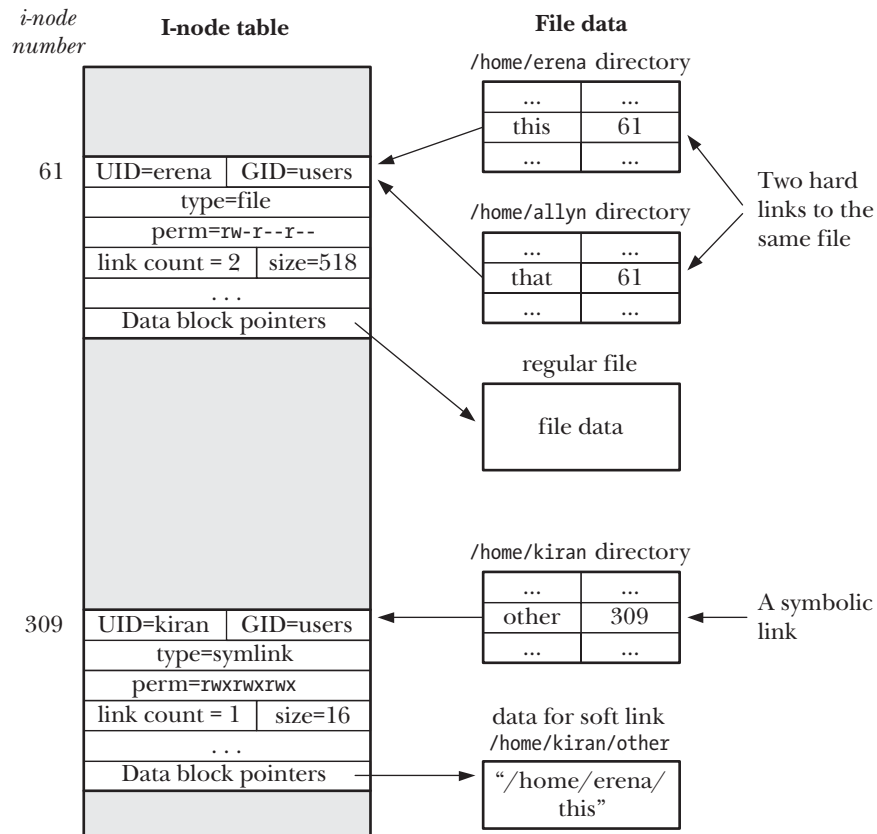 i-node
number
I-node table
File data
/home/erena directory
... ...
this 61
... ...
61
UID=erena GID=users
type=file
perm=rw-r--r--
link count = 2 size=518
. . .
Data block pointers
/home/allyn directory
... ...
that 61
... ...
Two hard
links to the
same file
regular file
file data
/home/kiran directory
... ...
other 309
... ...
A symbolic
link
309
UID=kiran GID=users
type=symlink
perm=rwxrwxrwx
link count = 1 size=16
. . .
Data block pointers
data for soft link
/home/kiran/other
“/home/erena/
this”